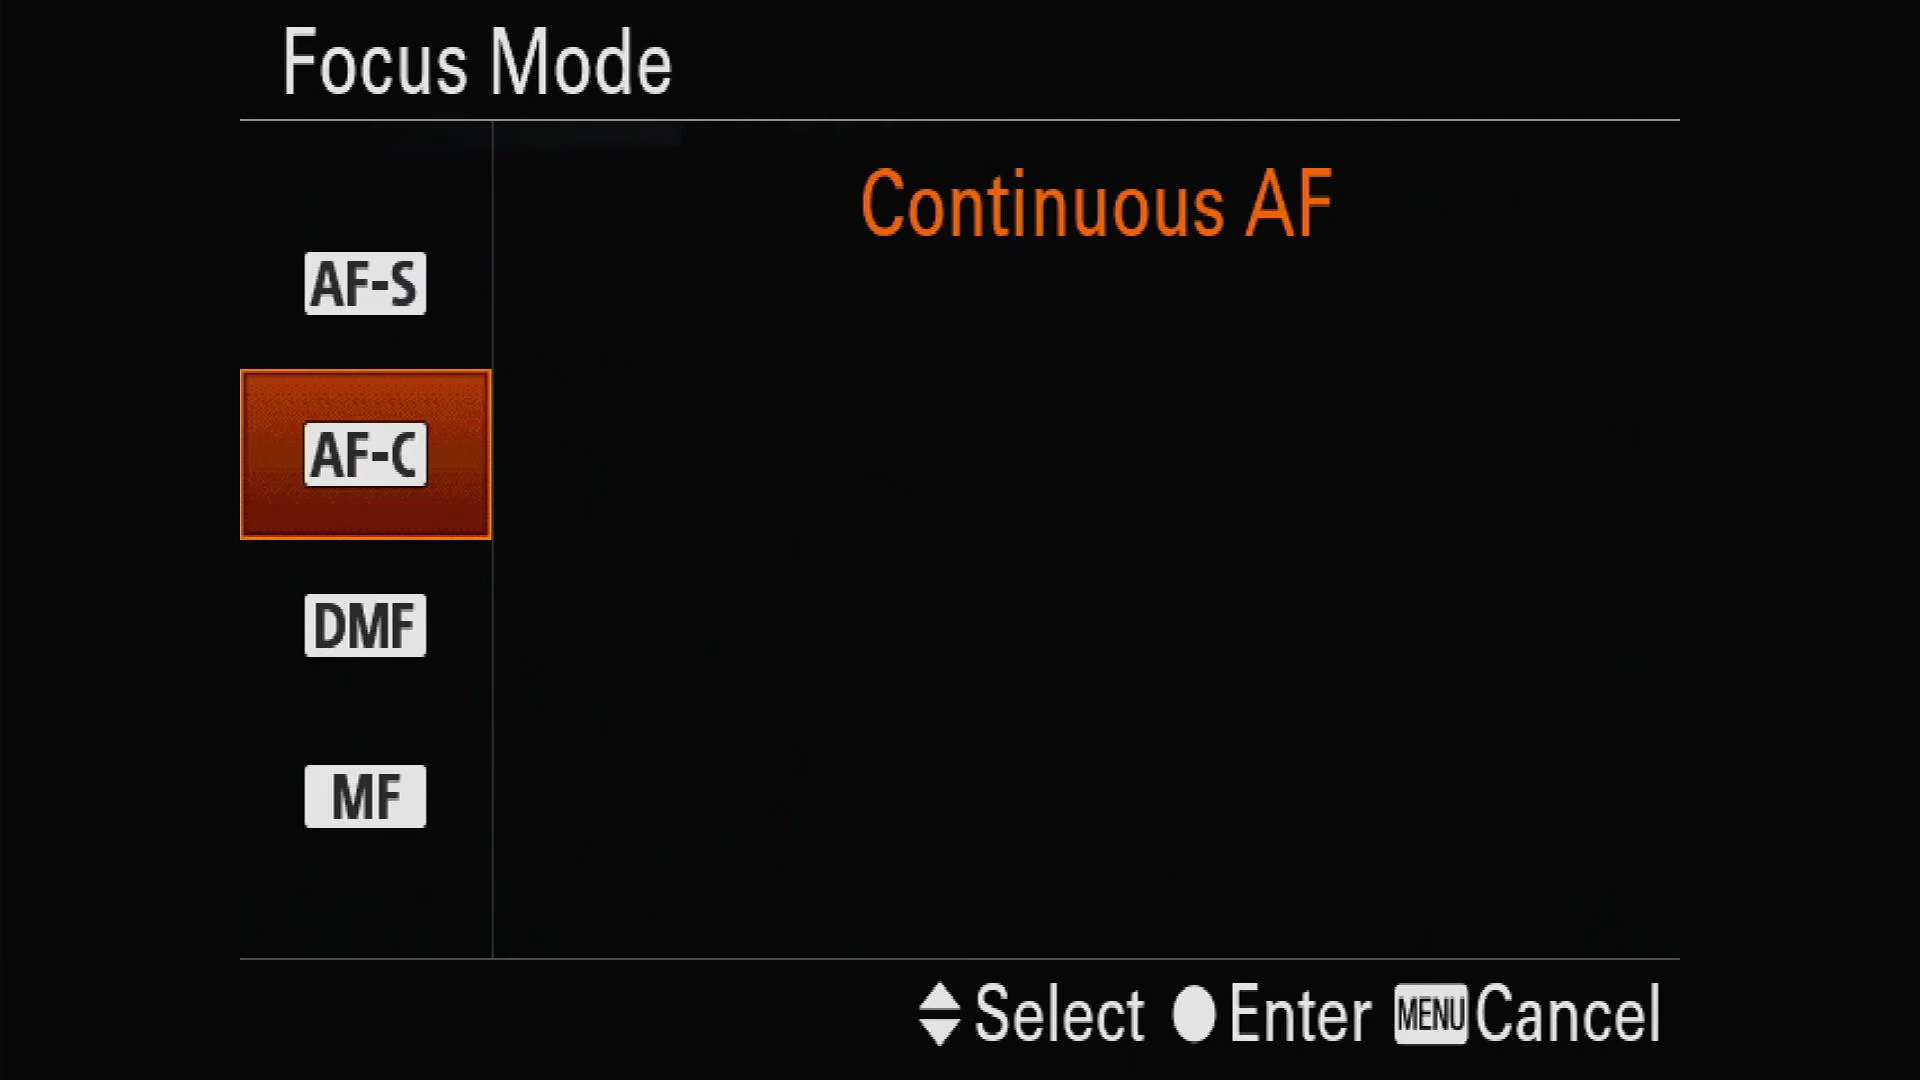 Focus Mode
Continuous AF
AF-S
AF-C
DMF
MF
Select Enter MENU Cancel